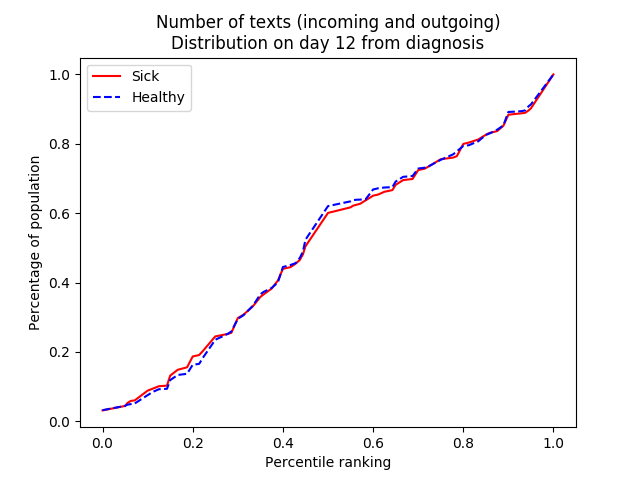 Number of texts (incoming and outgoing)
Distribution on day 12 from diagnosis
Sick
Healthy
Percentage of population
1.0
0.8
0.6
0.4
0.2
0.0
0.0 0.2 0.4 0.6 0.8 1.0
Percentile ranking